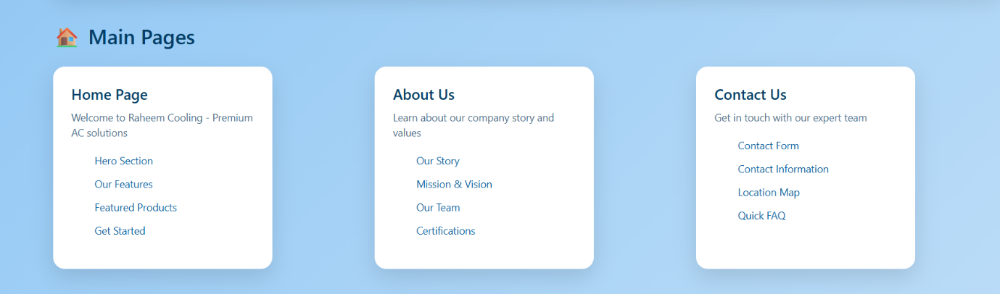 Main Pages
Home Page
Welcome to Raheem Cooling - Premium
AC solutions
Hero Section
Our Features
Featured Products
Get Started
About Us
Learn about our company story and
values
Our Story
Mission & Vision
Our Team
Certifications
Contact Us
Get in touch with our expert team
Contact Form
Contact Information
Location Map
Quick FAQ